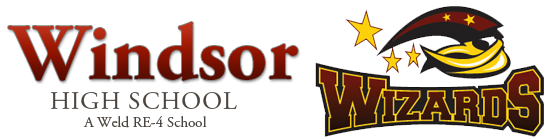 Windsor
HIGH SCHOOL
A Weld RE-4 School
WIZARDS